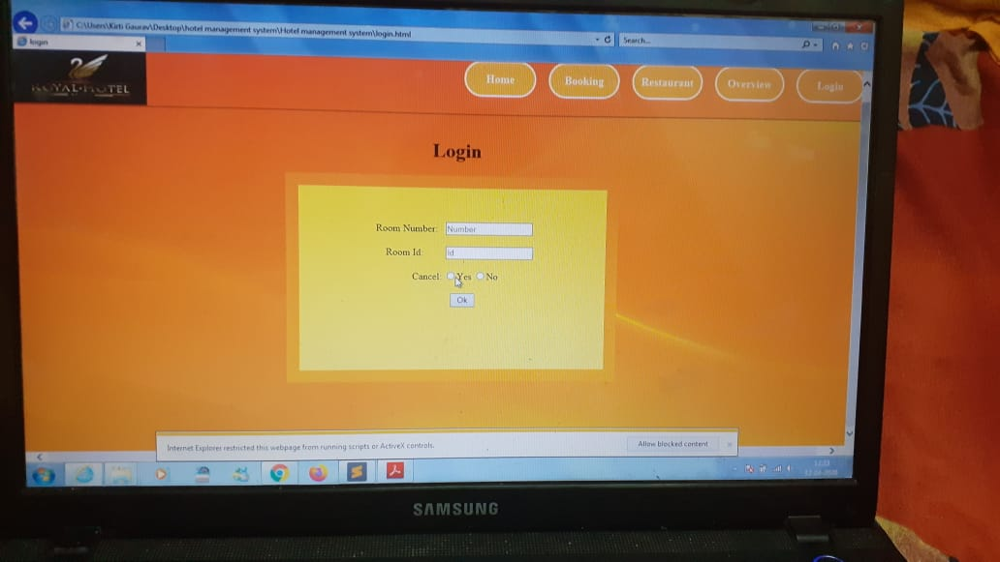 C:\Users\Kirti Gaurav\Desktop\hotel management system\Hotel management system\login.html
Search...
login
ROYAL HOTEL
Home
Booking
Restaurant
Overview
Login
Login
Room Number: Number
Room Id: id
Cancel: Yes No
Ok
Internet Explorer restricted this webpage from running scripts or ActiveX controls.
Allow blocked content
SAMSUNG